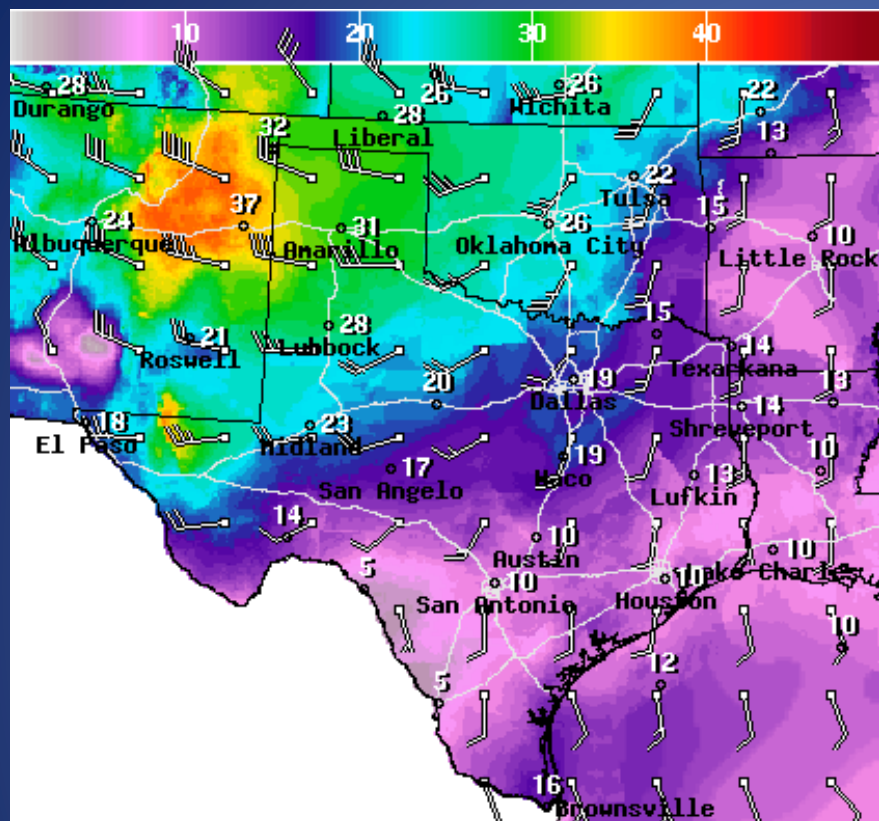 10 20 30 40
28 26 26 22
Durango Liberal Wichita
28 13
32
22
Tulsa
24 37 31 26 15 10
Albuquerque Amarillo Oklahoma City Little Rock
21 28 15
Roswell Lubbock Texarkana 14
20 19 14 13
Dallas Shreveport
18 23
El Paso Midland
17 19 13 10
San Angelo Waco Lufkin
14
10 10
Austin
5 10 10 Lake Charles
San Antonio Houston
10
5 12
16
Brownsville